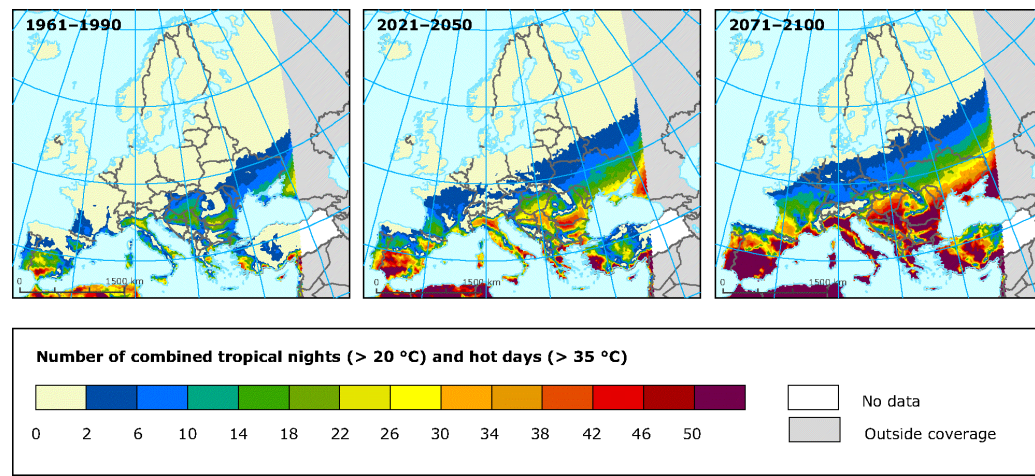 1961–1990 2021–2050 2071–2100
0 1500 km 0 1500 km 0 1500 km
Number of combined tropical nights (> 20 °C) and hot days (> 35 °C)
No data
0 2 6 10 14 18 22 26 30 34 38 42 46 50
Outside coverage